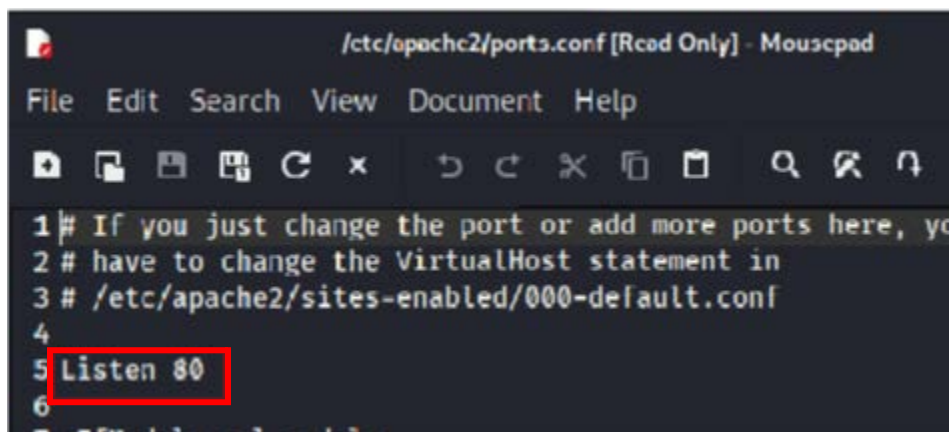 /etc/apache2/ports.conf [Read Only] - Mousepad
File Edit Search View Document Help
1 # If you just change the port or add more ports here,
2 # have to change the VirtualHost statement in
3 # /etc/apache2/sites-enabled/000-default.conf
4
5 Listen 80
6